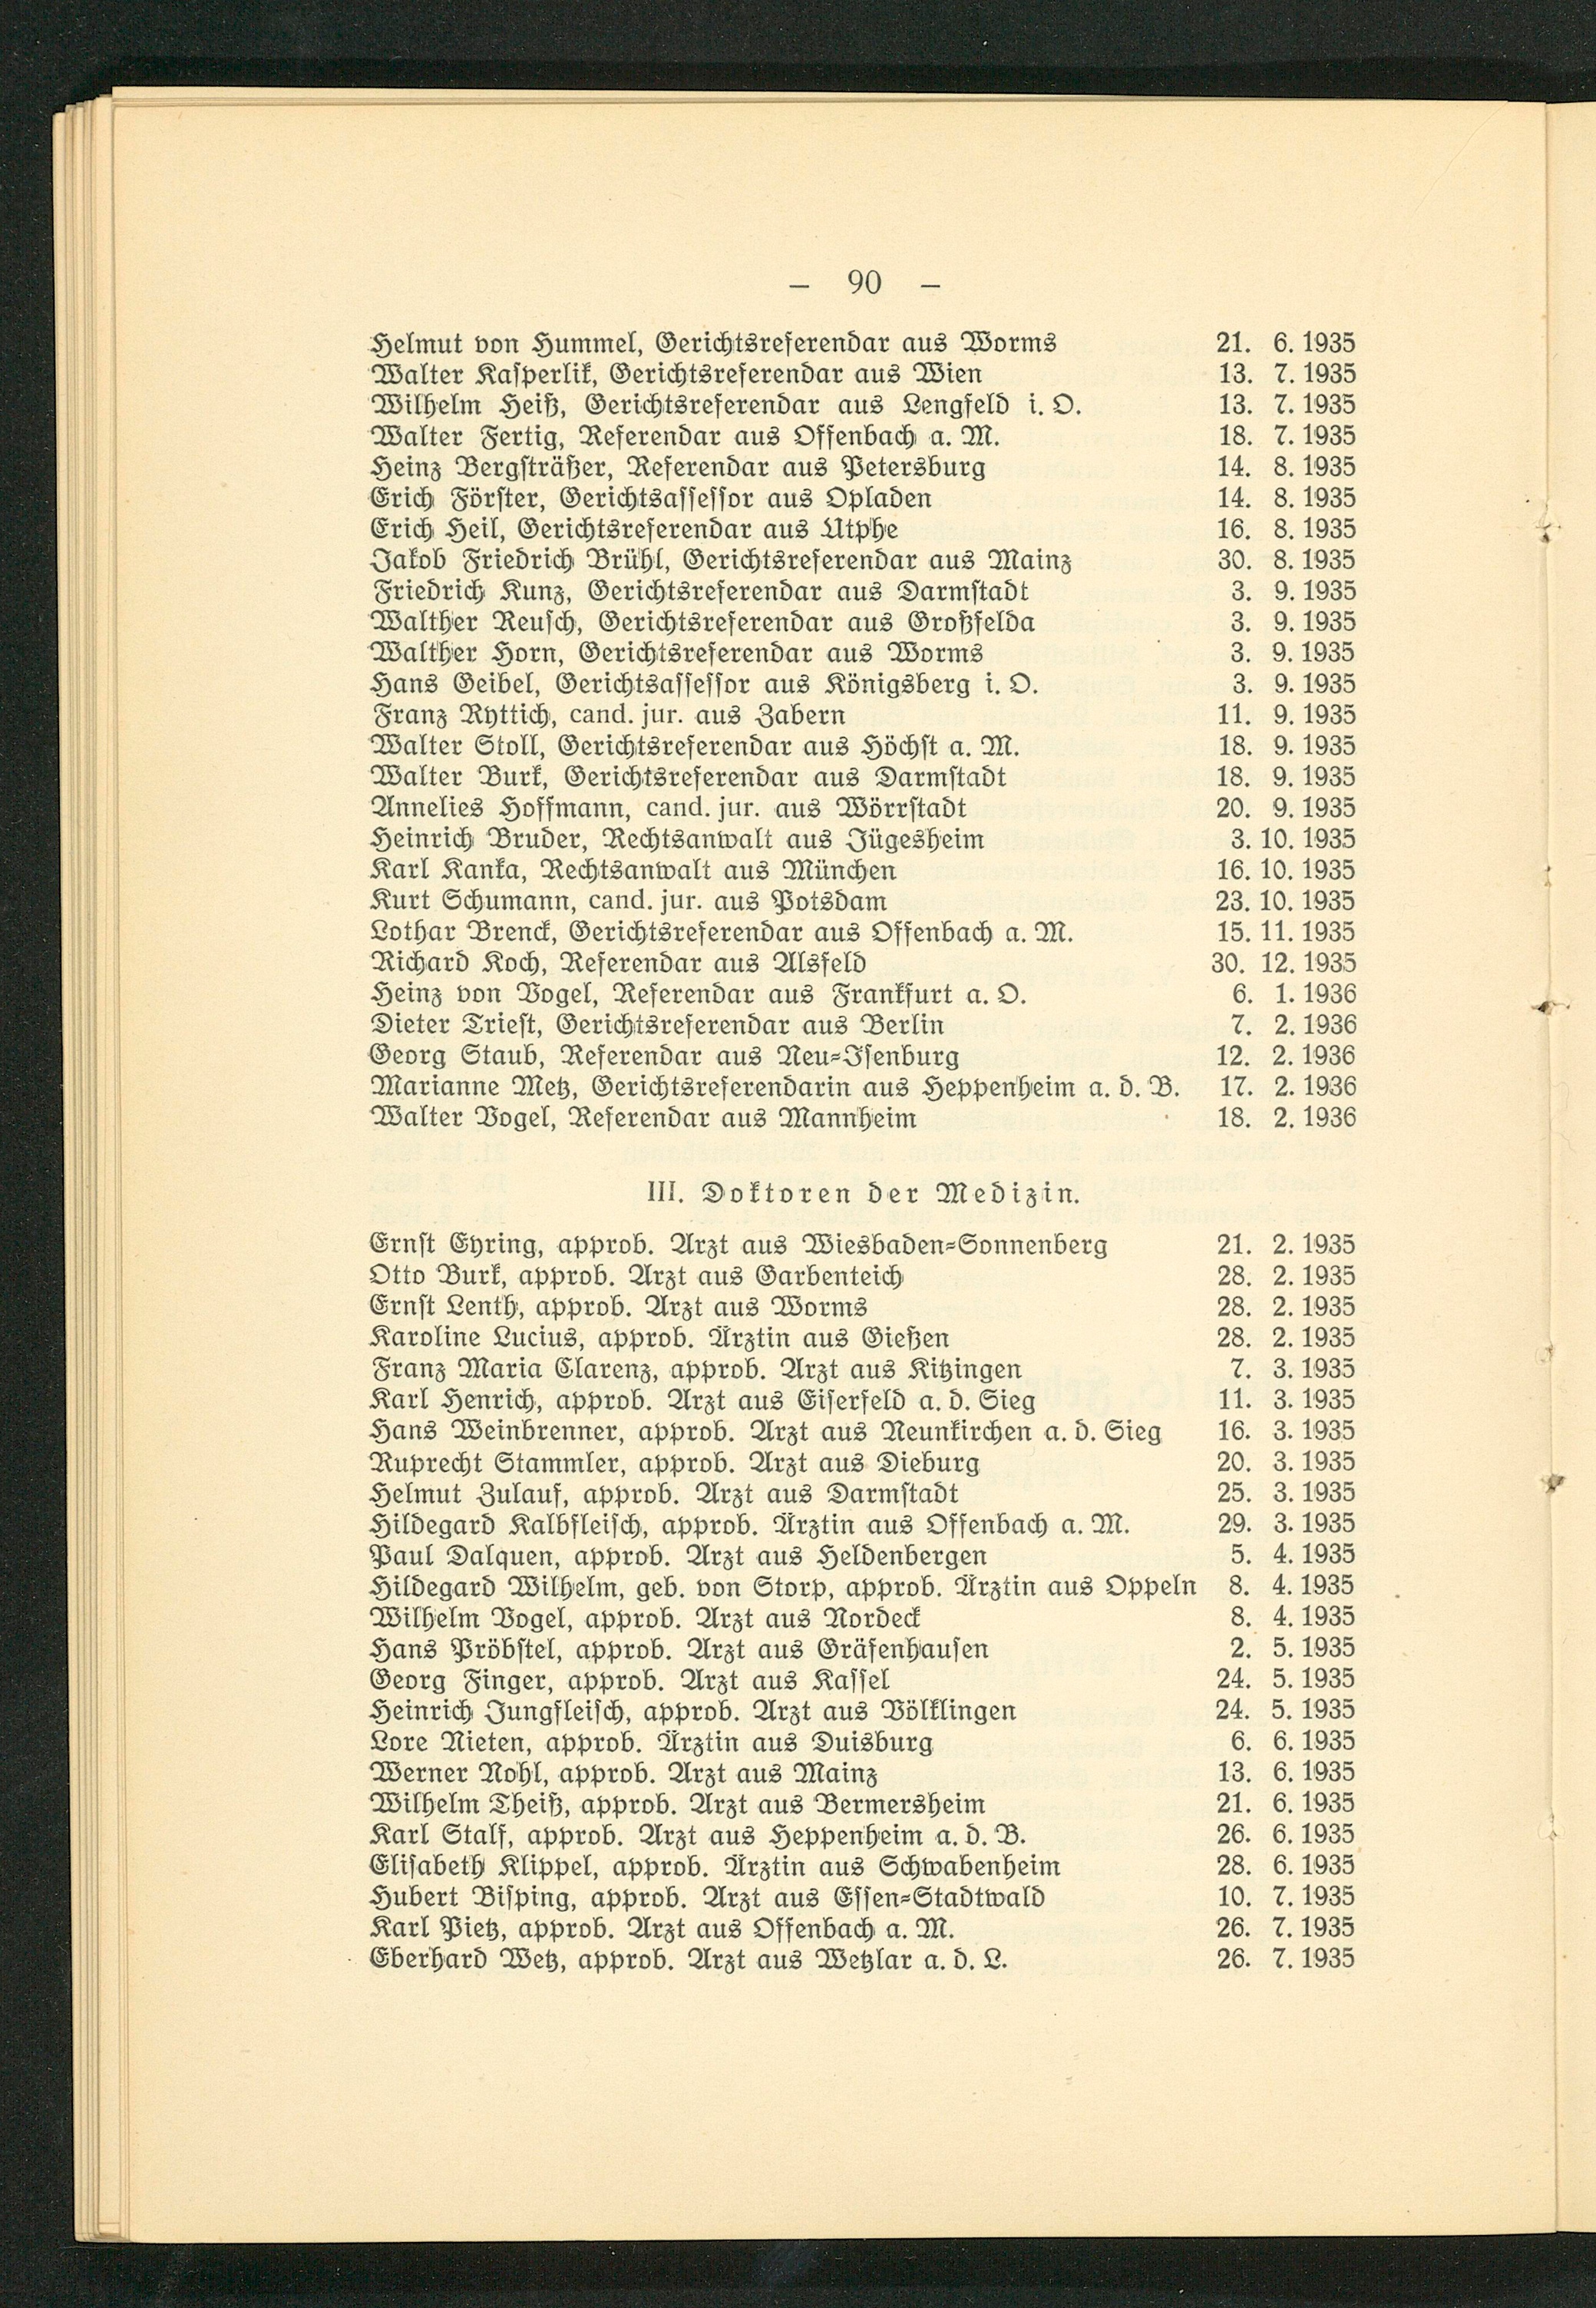 — 90 —
Helmut von Hummel, Gerichtsreferendar aus Worms 21. 6. 1935
Walter Kasperlik, Gerichtsreferendar aus Wien 13. 7. 1935
Wilhelm Heiß, Gerichtsreferendar aus Lengfeld i. O. 13. 7. 1935
Walter Fertig, Referendar aus Offenbach a. M. 18. 7. 1935
Heinz Bergsträßer, Referendar aus Petersburg 14. 8. 1935
Erich Förster, Gerichtsassessor aus Opladen 14. 8. 1935
Erich Heil, Gerichtsreferendar aus Utphe 16. 8. 1935
Jakob Friedrich Brühl, Gerichtsreferendar aus Mainz 30. 8. 1935
Friedrich Kunz, Gerichtsreferendar aus Darmstadt 3. 9. 1935
Walther Reusch, Gerichtsreferendar aus Großfelda 3. 9. 1935
Walther Horn, Gerichtsreferendar aus Worms 3. 9. 1935
Hans Geibel, Gerichtsassessor aus Königsberg i. O. 3. 9. 1935
Franz Ryttich, cand. jur. aus Zabern 11. 9. 1935
Walter Stoll, Gerichtsreferendar aus Höchst a. M. 18. 9. 1935
Walter Burk, Gerichtsreferendar aus Darmstadt 18. 9. 1935
Annelies Hoffmann, cand. jur. aus Wörrstadt 20. 9. 1935
Heinrich Bruder, Rechtsanwalt aus Jügesheim 3. 10. 1935
Karl Kanka, Rechtsanwalt aus München 16. 10. 1935
Kurt Schumann, cand. jur. aus Potsdam 23. 10. 1935
Lothar Brenck, Gerichtsreferendar aus Offenbach a. M. 15. 11. 1935
Richard Koch, Referendar aus Alsfeld 30. 12. 1935
Heinz von Vogel, Referendar aus Frankfurt a. O. 6. 1. 1936
Dieter Triest, Gerichtsreferendar aus Berlin 7. 2. 1936
Georg Staub, Referendar aus Neu-Isenburg 12. 2. 1936
Marianne Metz, Gerichtsreferendarin aus Heppenheim a. d. B. 17. 2. 1936
Walter Vogel, Referendar aus Mannheim 18. 2. 1936
III. Doktoren der Medizin.
Ernst Eyring, approb. Arzt aus Wiesbaden-Sonnenberg 21. 2. 1935
Otto Burk, approb. Arzt aus Garbenteich 28. 2. 1935
Ernst Lenth, approb. Arzt aus Worms 28. 2. 1935
Karoline Lucius, approb. Ärztin aus Gießen 28. 2. 1935
Franz Maria Clarenz, approb. Arzt aus Kitzingen 7. 3. 1935
Karl Henrich, approb. Arzt aus Eiserfeld a. d. Sieg 11. 3. 1935
Hans Weinbrenner, approb. Arzt aus Neunkirchen a. d. Sieg 16. 3. 1935
Ruprecht Stammler, approb. Arzt aus Dieburg 20. 3. 1935
Helmut Zulauf, approb. Arzt aus Darmstadt 25. 3. 1935
Hildegard Kalbfleisch, approb. Ärztin aus Offenbach a. M. 29. 3. 1935
Paul Dalquen, approb. Arzt aus Heldenbergen 5. 4. 1935
Hildegard Wilhelm, geb. von Storp, approb. Ärztin aus Oppeln 8. 4. 1935
Wilhelm Vogel, approb. Arzt aus Nordeck 8. 4. 1935
Hans Pröbstel, approb. Arzt aus Gräfenhausen 2. 5. 1935
Georg Finger, approb. Arzt aus Kassel 24. 5. 1935
Heinrich Jungfleisch, approb. Arzt aus Völklingen 24. 5. 1935
Lore Nieten, approb. Ärztin aus Duisburg 6. 6. 1935
Werner Nohl, approb. Arzt aus Mainz 13. 6. 1935
Wilhelm Theiß, approb. Arzt aus Bermersheim 21. 6. 1935
Karl Stalf, approb. Arzt aus Heppenheim a. d. B. 26. 6. 1935
Elisabeth Klippel, approb. Ärztin aus Schwabenheim 28. 6. 1935
Hubert Bisping, approb. Arzt aus Essen-Stadtwald 10. 7. 1935
Karl Pietz, approb. Arzt aus Offenbach a. M. 26. 7. 1935
Eberhard Wetz, approb. Arzt aus Wetzlar a. d. L. 26. 7. 1935